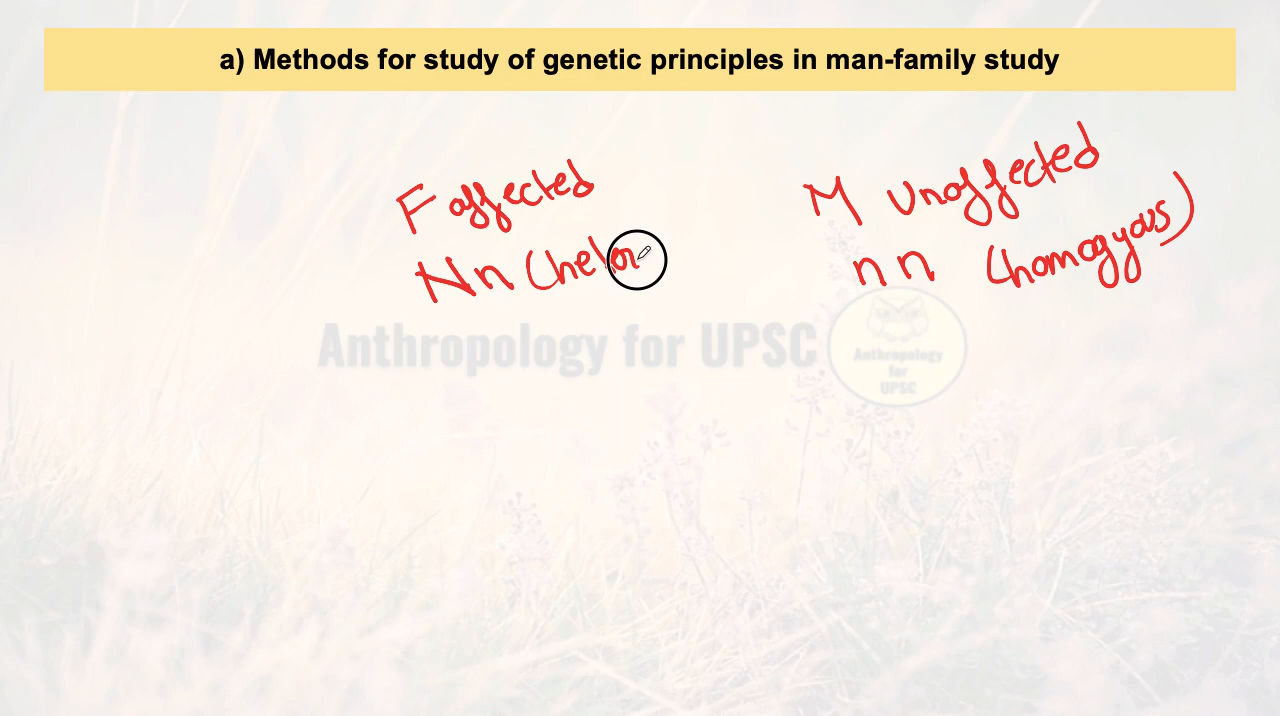 a) Methods for study of genetic principles in man-family study
F affected
M unaffected
Nn (heter
nn (homogyous)
Anthropology for UPSC
Anthropology
for
UPSC